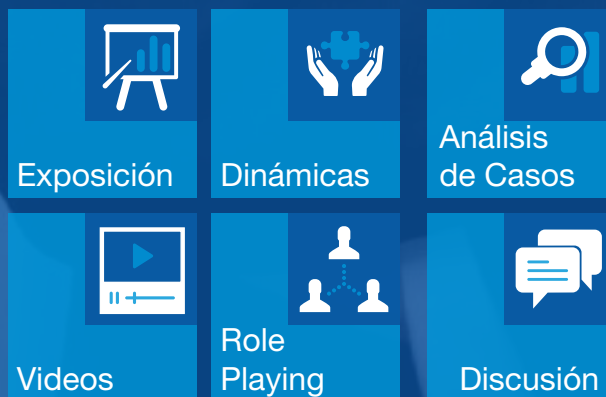 Exposición
Dinámicas
Análisis
de Casos
Videos
Role
Playing
Discusión